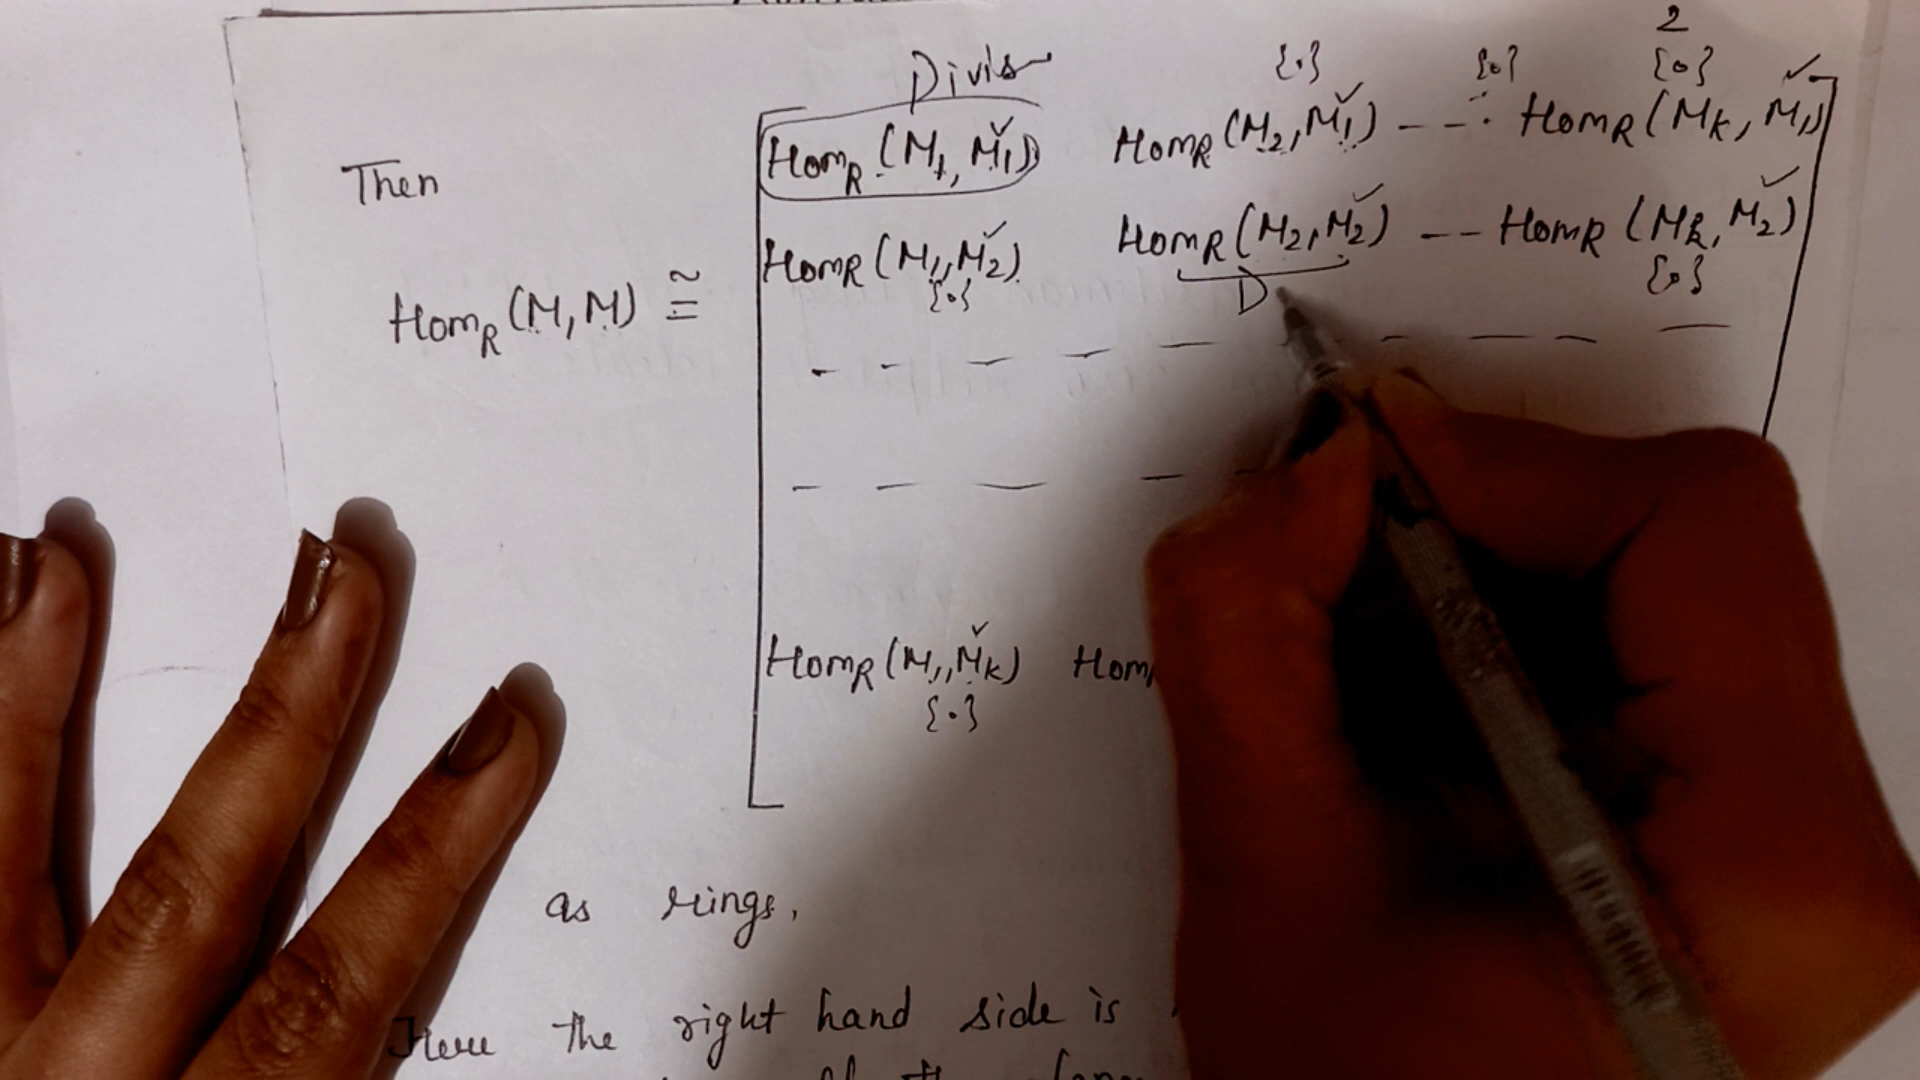 2
Divis {0} {0} {0}
Hom_R (M_1, M_1) Hom_R (M_2, M_1) - - - Hom_R (M_k, M_1)
Then
Hom_R (M_1, M_2) Hom_R (M_2, M_2) - - Hom_R (M_k, M_2)
{0} D {0}
Hom_R (M, M) ≅
Hom_R (M_1, M_k) Hom
{0}
as rings,
Here the right hand side is